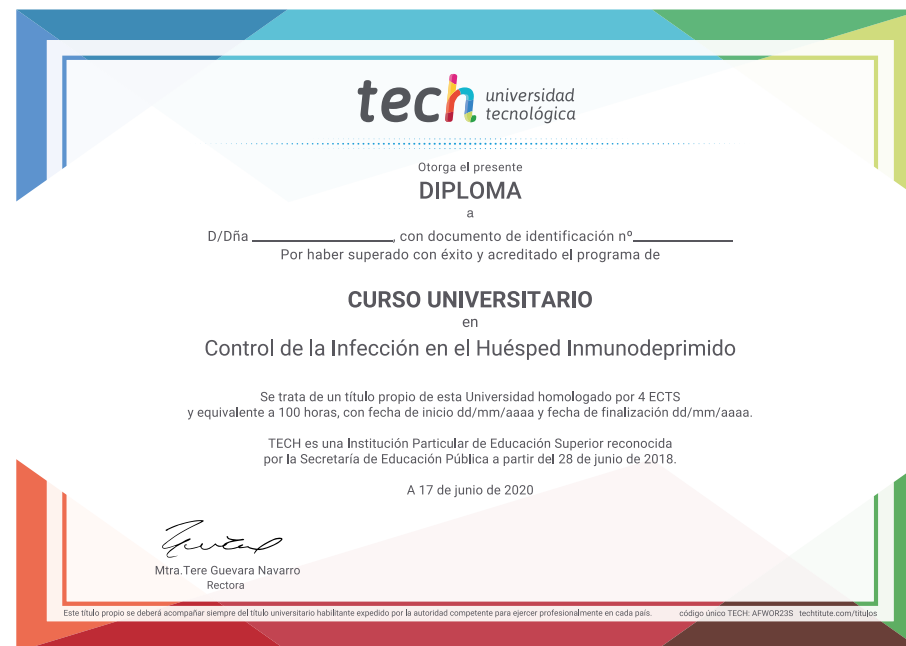 tech universidad
tecnológica
Otorga el presente
DIPLOMA
a
D/Dña ____________, con documento de identificación nº____________
Por haber superado con éxito y acreditado el programa de
CURSO UNIVERSITARIO
en
Control de la Infección en el Huésped Inmunodeprimido
Se trata de un título propio de esta Universidad homologado por 4 ECTS
y equivalente a 100 horas, con fecha de inicio dd/mm/aaaa y fecha de finalización dd/mm/aaaa.
TECH es una Institución Particular de Educación Superior reconocida
por la Secretaría de Educación Pública a partir del 28 de junio de 2018.
A 17 de junio de 2020
Mtra.Tere Guevara Navarro
Rectora
Este título propio se deberá acompañar siempre del título universitario habilitante expedido por la autoridad competente para ejercer profesionalmente en cada país. código único TECH: AFWOR23S techtitute.com/titulos